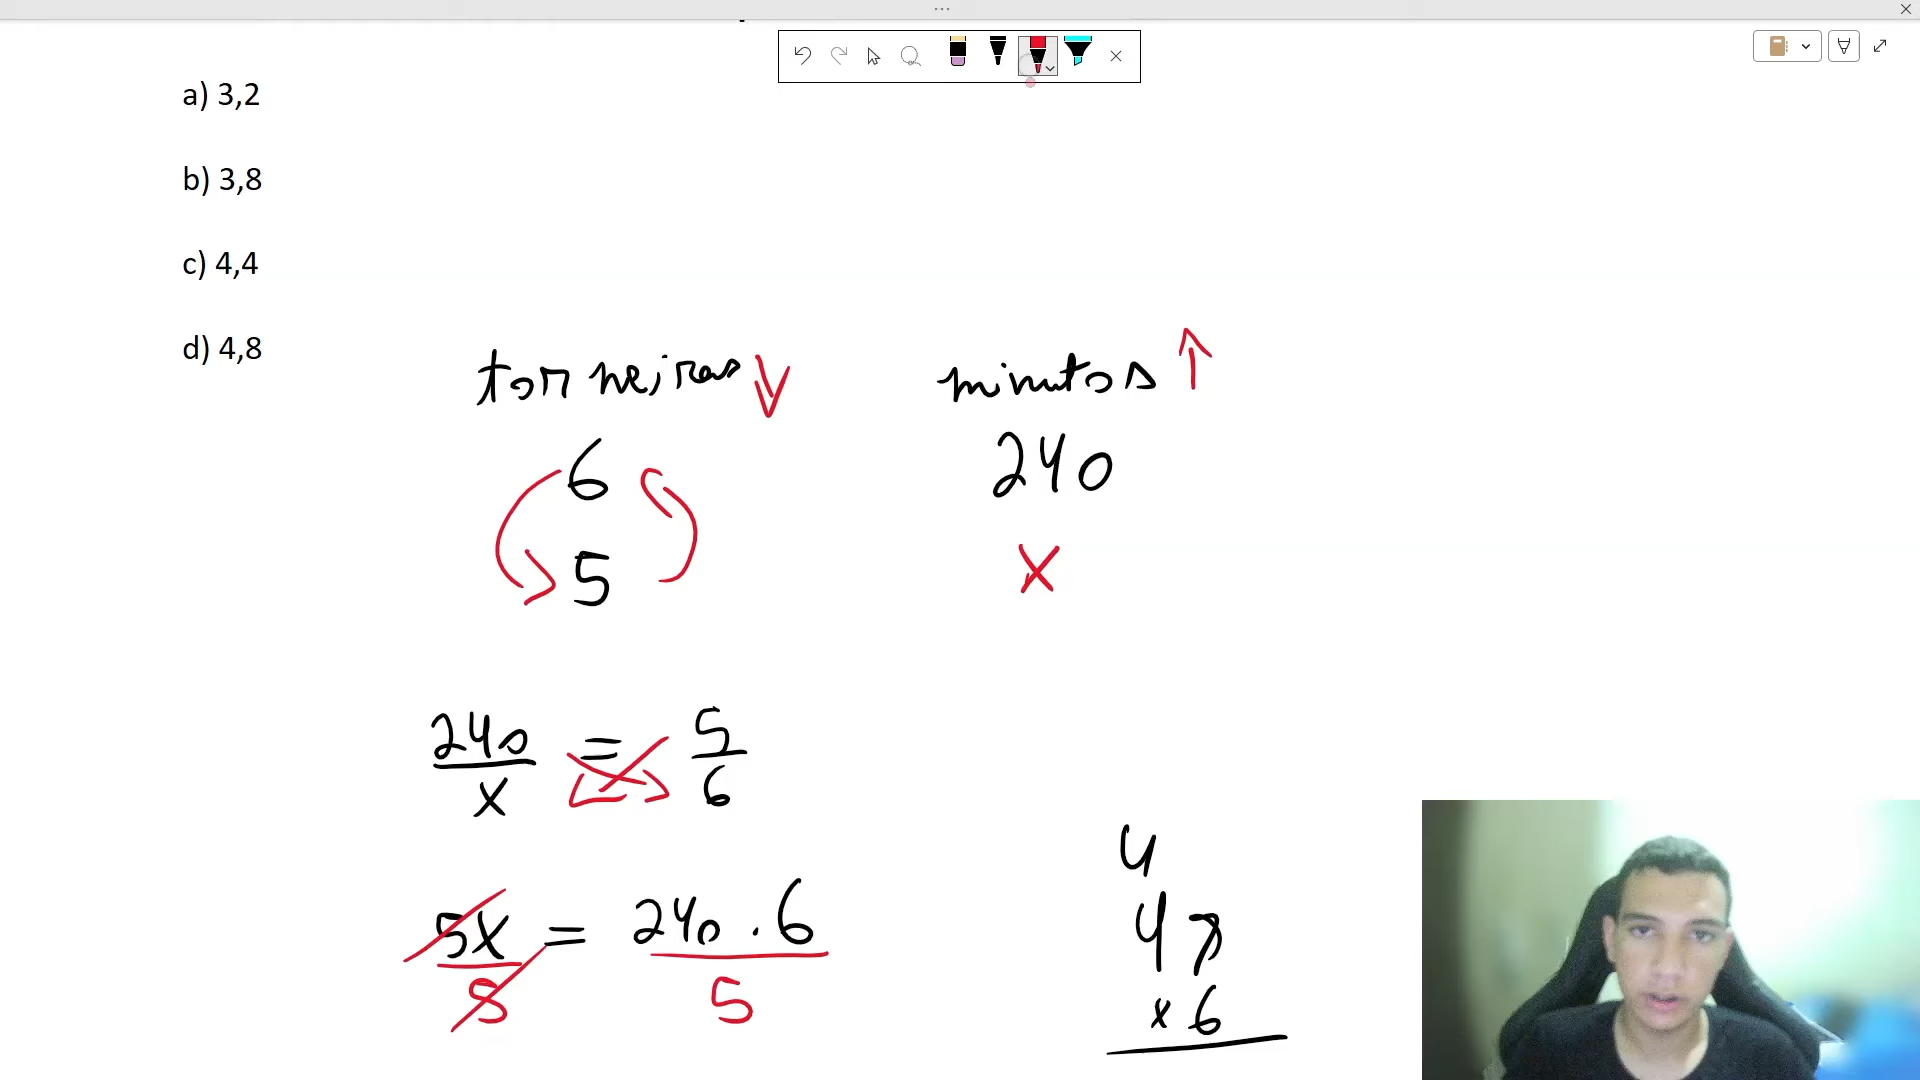 a) 3,2
b) 3,8
c) 4,4
d) 4,8
torneiras minutos
6 240
5 x
240/x = 5/6
5x/5 = 240 . 6/5
4
48
x 6